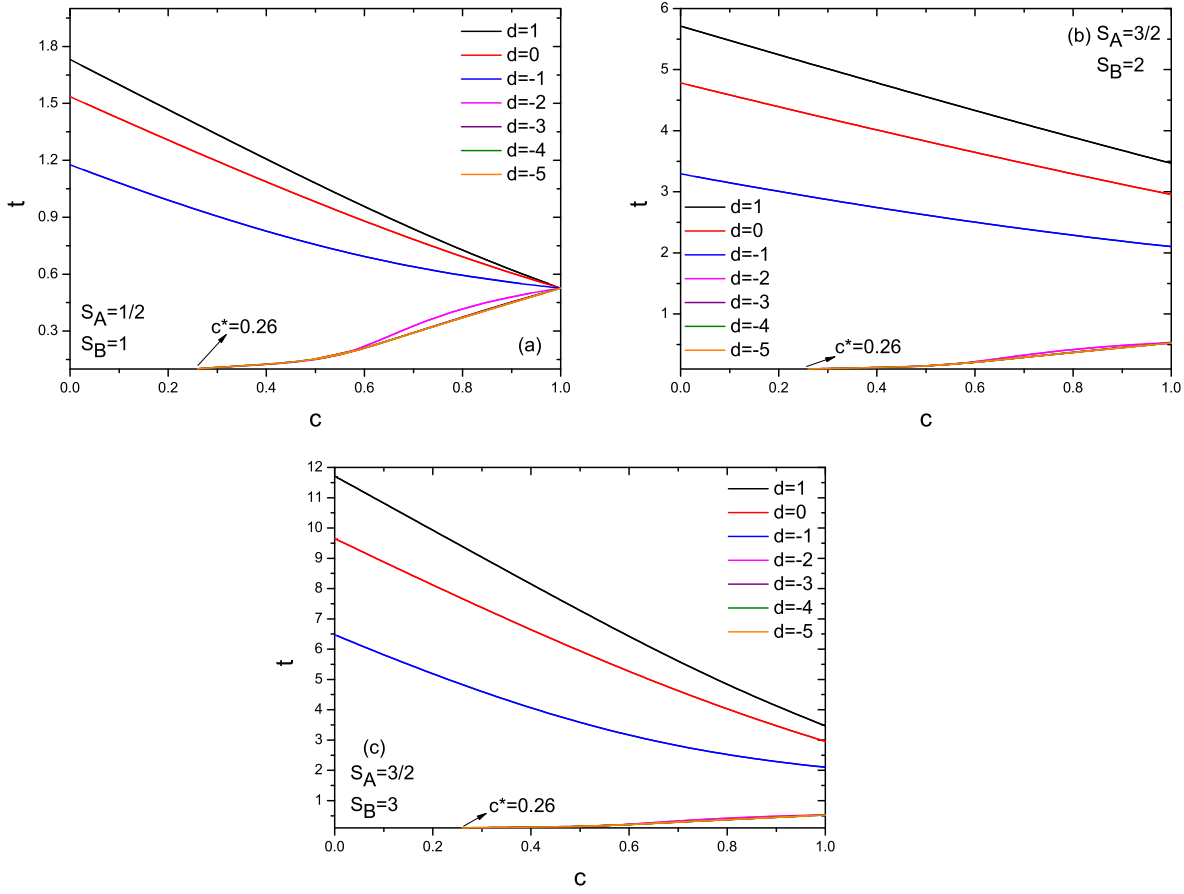 d=1
d=0
d=-1
d=-2
d=-3
d=-4
d=-5
1.8
1.5
1.2
0.9
0.6
0.3
t
S_A=1/2
S_B=1
c*=0.26
(a)
0.0 0.2 0.4 0.6 0.8 1.0
c
(b) S_A=3/2
S_B=2
6
5
4
3
2
1
t
d=1
d=0
d=-1
d=-2
d=-3
d=-4
d=-5
c*=0.26
0.0 0.2 0.4 0.6 0.8 1.0
c
12
11
10
9
8
7
6
5
4
3
2
1
t
d=1
d=0
d=-1
d=-2
d=-3
d=-4
d=-5
(c)
S_A=3/2
S_B=3
c*=0.26
0.0 0.2 0.4 0.6 0.8 1.0
c